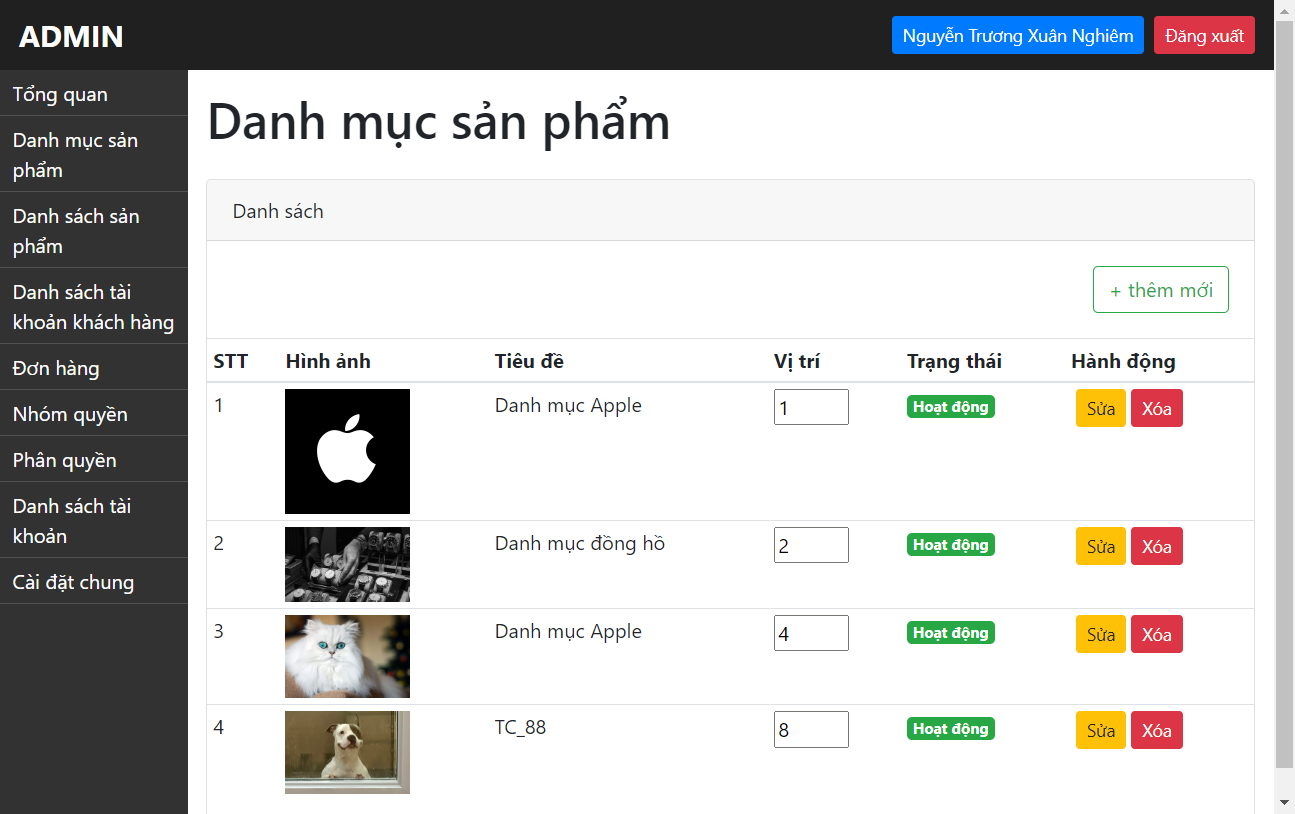 ADMIN
Nguyễn Trương Xuân Nghiêm
Đăng xuất
Tổng quan
Danh mục sản
phẩm
Danh sách sản
phẩm
Danh sách tài
khoản khách hàng
Đơn hàng
Nhóm quyền
Phân quyền
Danh sách tài
khoản
Cài đặt chung
Danh mục sản phẩm
Danh sách
+ thêm mới
STT Hình ảnh Tiêu đề Vị trí Trạng thái Hành động
1 Danh mục Apple 1 Hoạt động Sửa Xóa
2 Danh mục đồng hồ 2 Hoạt động Sửa Xóa
3 Danh mục Apple 4 Hoạt động Sửa Xóa
4 TC_88 8 Hoạt động Sửa Xóa